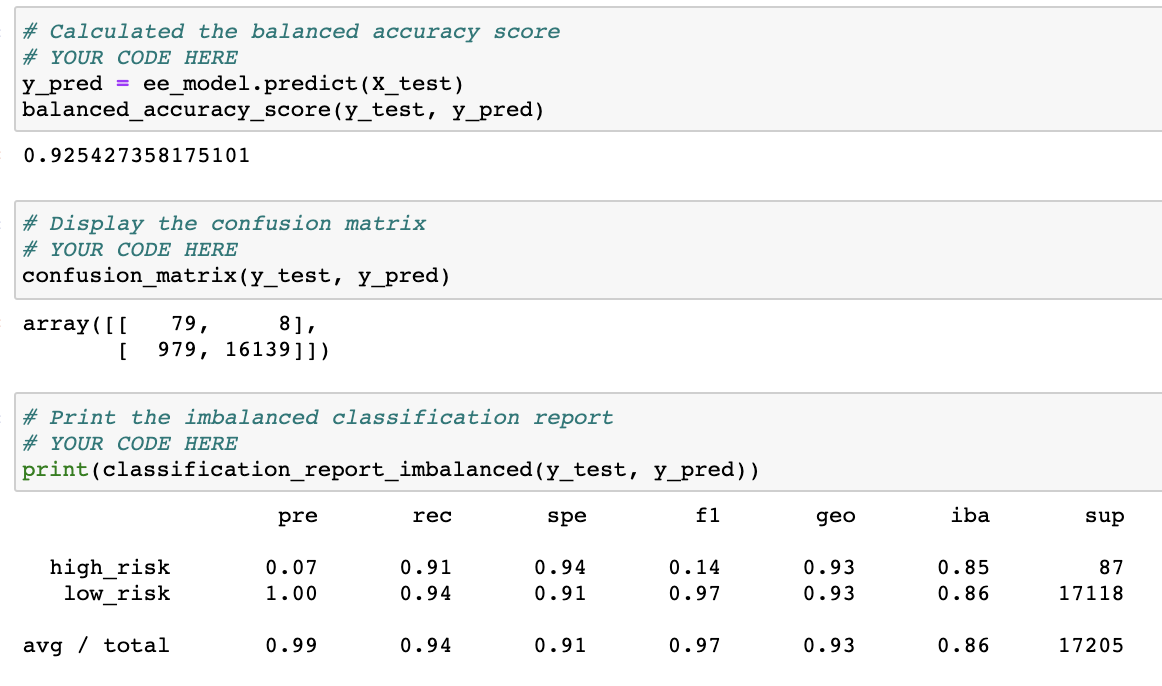 # Calculated the balanced accuracy score
# YOUR CODE HERE
y_pred = ee_model.predict(X_test)
balanced_accuracy_score(y_test, y_pred)
0.925427358175101
# Display the confusion matrix
# YOUR CODE HERE
confusion_matrix(y_test, y_pred)
array([[   79,     8],
       [  979, 16139]])
# Print the imbalanced classification report
# YOUR CODE HERE
print(classification_report_imbalanced(y_test, y_pred))
pre rec spe f1 geo iba sup
high_risk 0.07 0.91 0.94 0.14 0.93 0.85 87
low_risk 1.00 0.94 0.91 0.97 0.93 0.86 17118
avg / total 0.99 0.94 0.91 0.97 0.93 0.86 17205